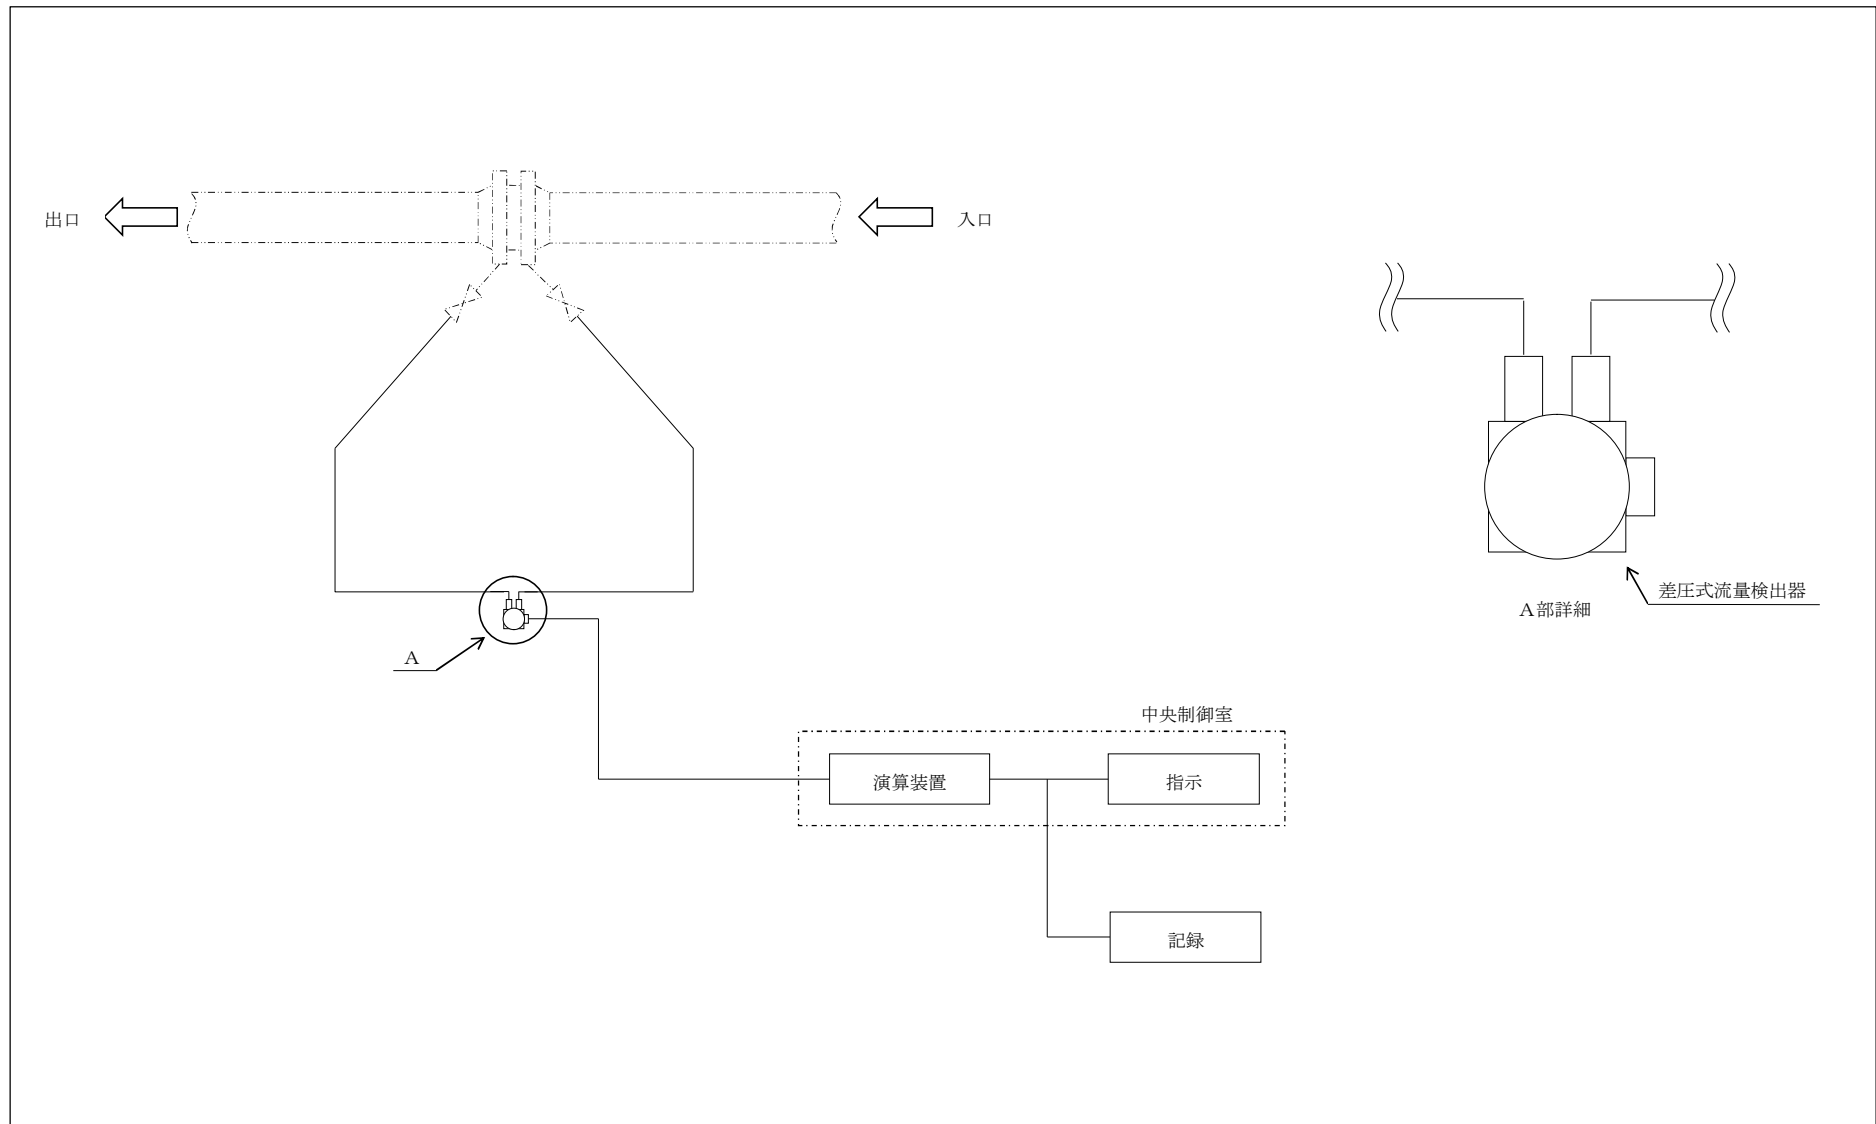 出口
入口
差圧式流量検出器
A部詳細
A
中央制御室
演算装置
指示
記録